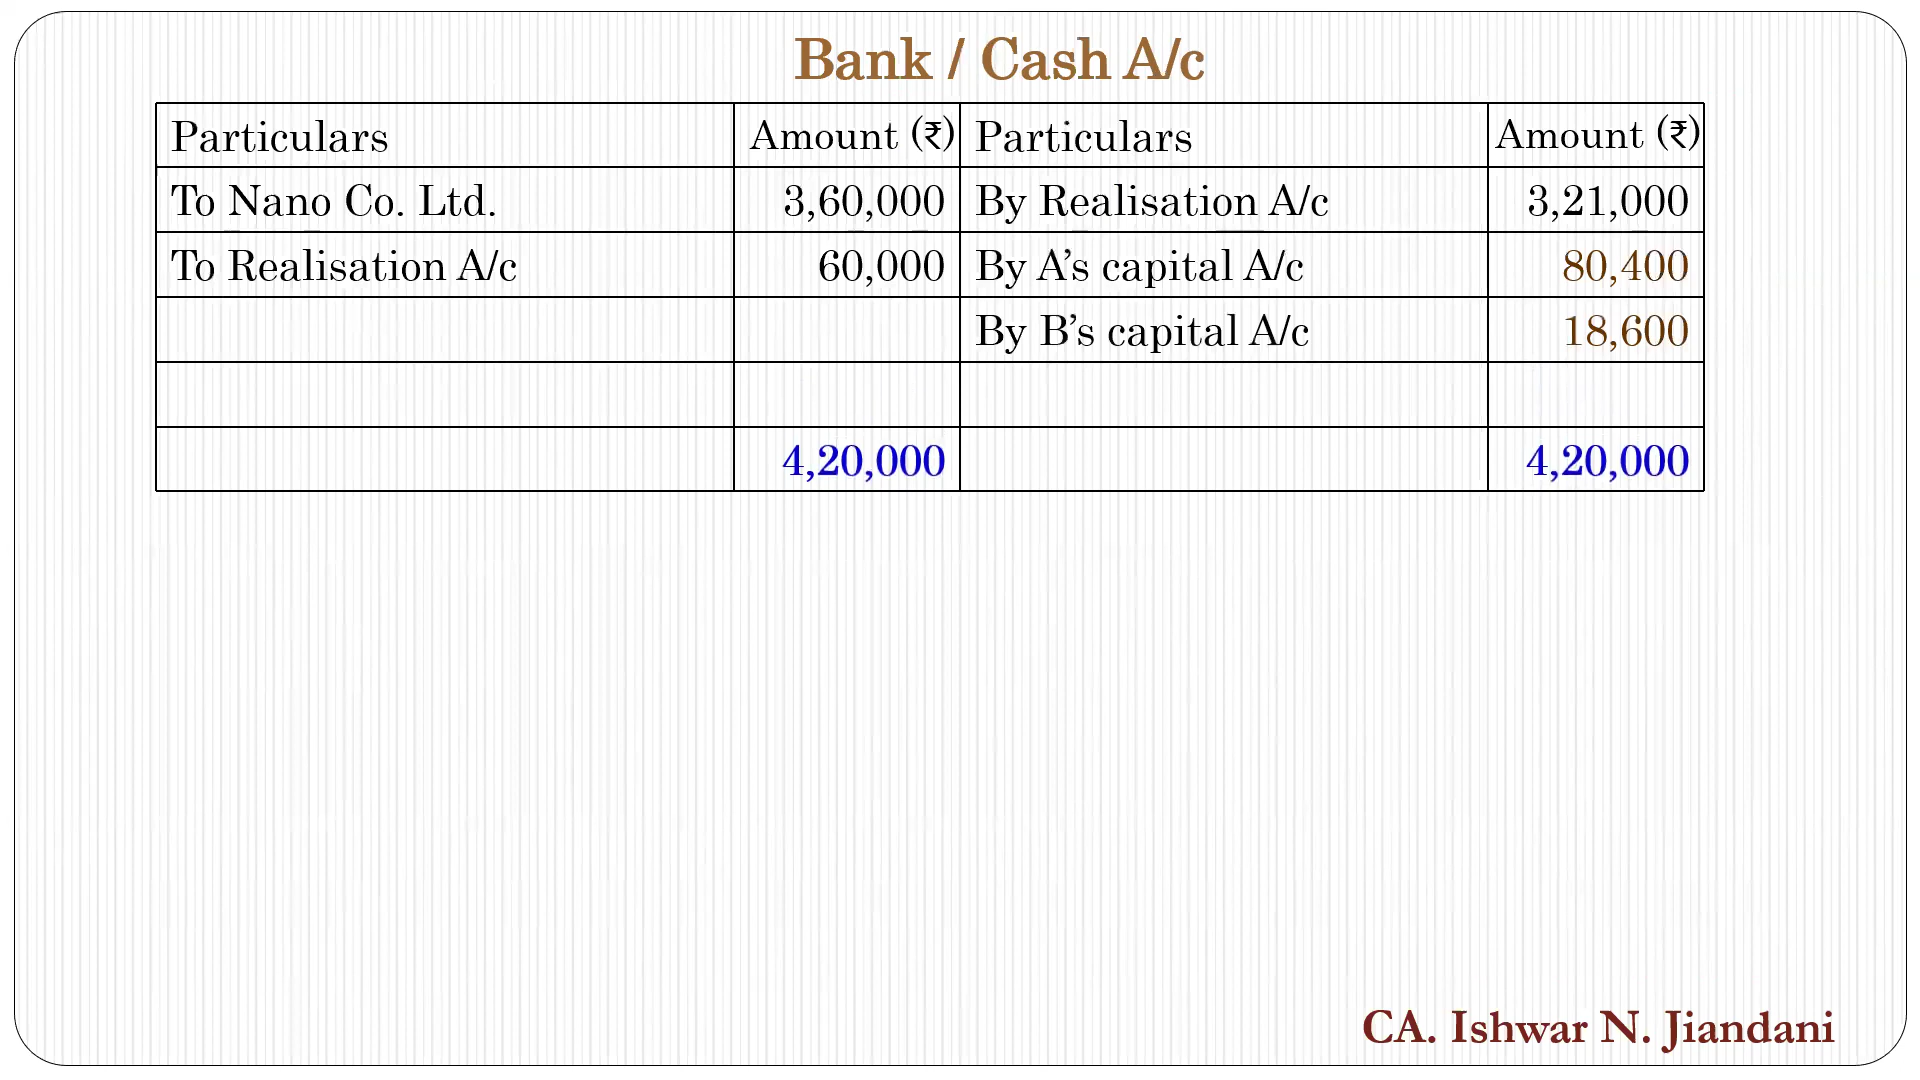 Bank / Cash A/c
Particulars Amount (₹) Particulars Amount (₹)
To Nano Co. Ltd. 3,60,000 By Realisation A/c 3,21,000
To Realisation A/c 60,000 By A’s capital A/c 80,400
By B’s capital A/c 18,600
4,20,000 4,20,000
CA. Ishwar N. Jiandani